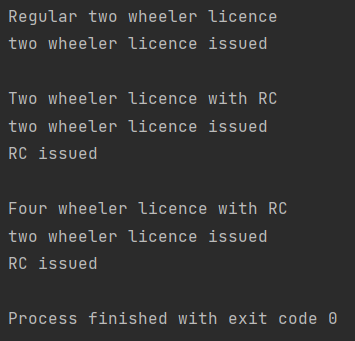 Regular two wheeler licence
two wheeler licence issued
Two wheeler licence with RC
two wheeler licence issued
RC issued
Four wheeler licence with RC
two wheeler licence issued
RC issued
Process finished with exit code 0